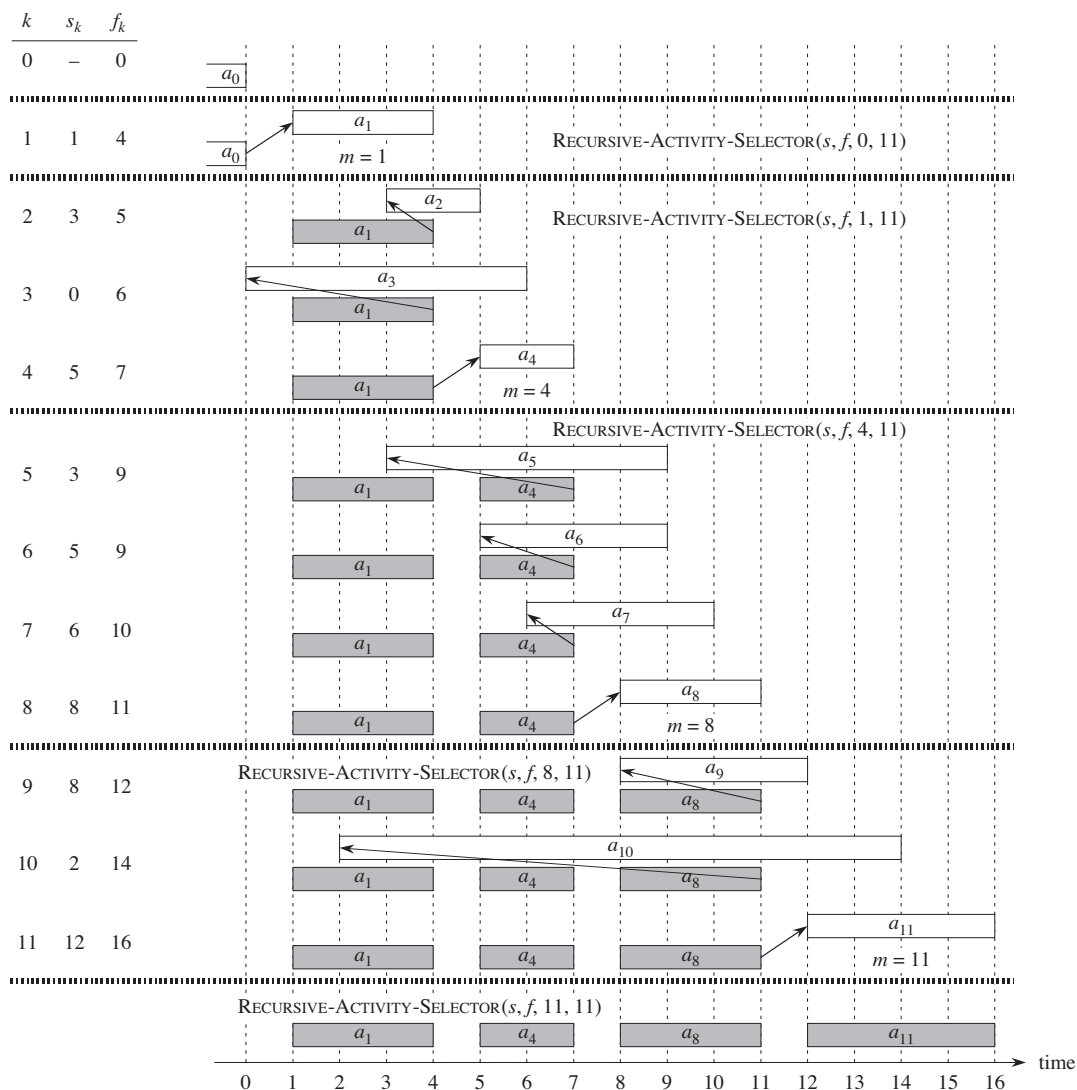 k s_k f_k
0 – 0
a_0
1 1 4
a_1
a_0
m = 1
RECURSIVE-ACTIVITY-SELECTOR(s, f, 0, 11)
2 3 5
a_2
a_1
RECURSIVE-ACTIVITY-SELECTOR(s, f, 1, 11)
3 0 6
a_3
a_1
4 5 7
a_4
a_1
m = 4
RECURSIVE-ACTIVITY-SELECTOR(s, f, 4, 11)
5 3 9
a_5
a_1 a_4
6 5 9
a_6
a_1 a_4
7 6 10
a_7
a_1 a_4
8 8 11
a_8
a_1 a_4
m = 8
RECURSIVE-ACTIVITY-SELECTOR(s, f, 8, 11)
9 8 12
a_9
a_1 a_4 a_8
10 2 14
a_10
a_1 a_4 a_8
11 12 16
a_11
a_1 a_4 a_8
m = 11
RECURSIVE-ACTIVITY-SELECTOR(s, f, 11, 11)
a_1 a_4 a_8 a_11
time
0 1 2 3 4 5 6 7 8 9 10 11 12 13 14 15 16